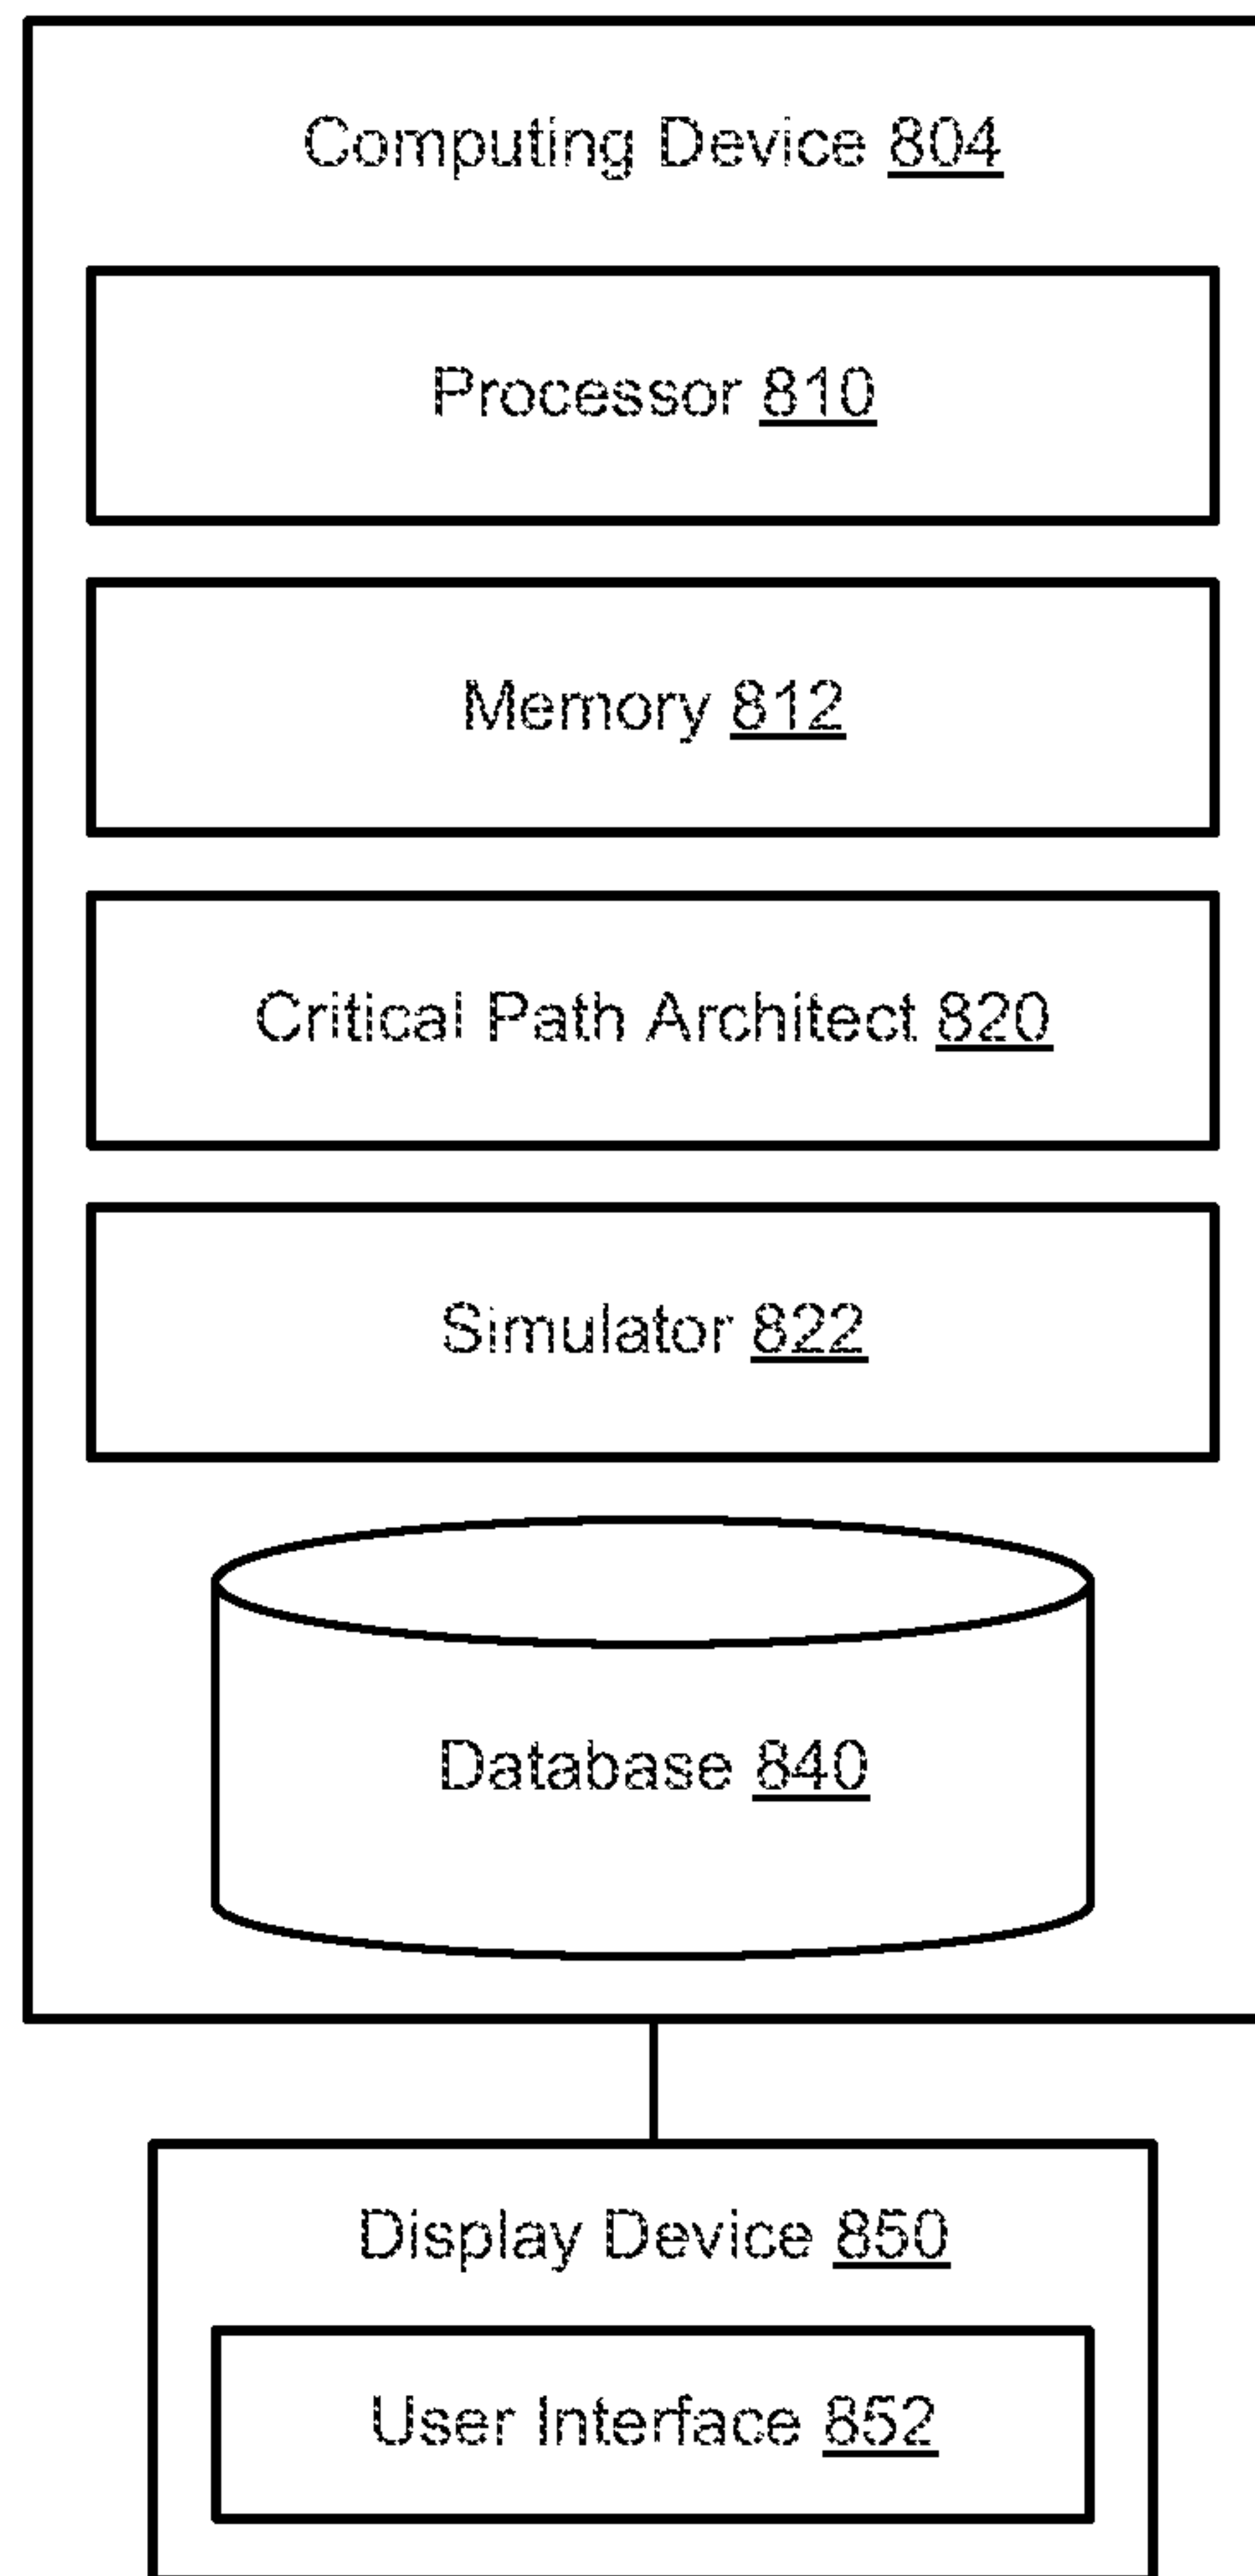 Computing Device 804
Processor 810
Memory 812
Critical Path Architect 820
Simulator 822
Database 840
Display Device 850
User Interface 852